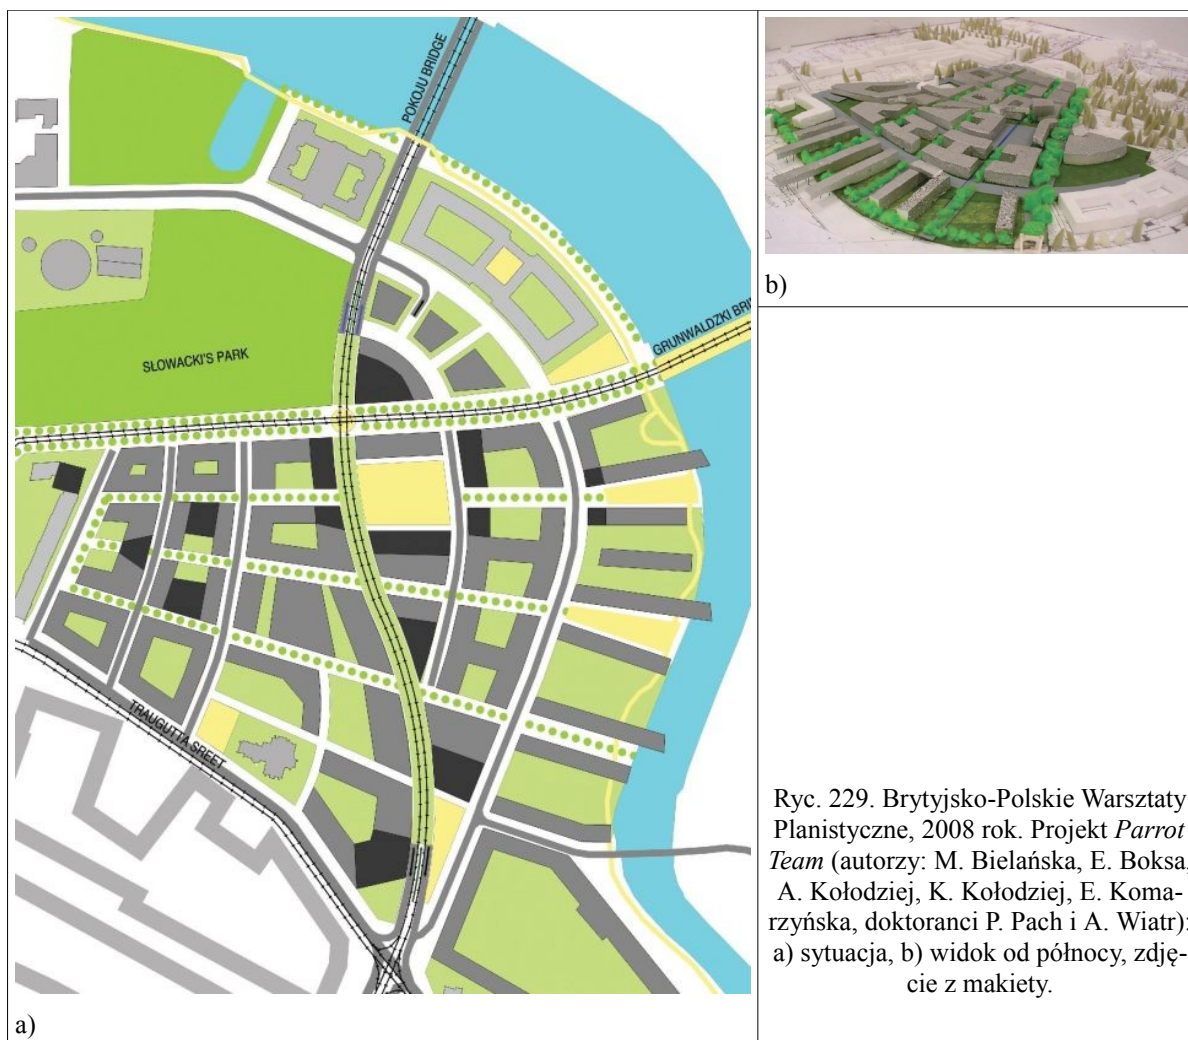 POKOJU BRIDGE
GRUNWALDZKI BRI
SŁOWACKI'S PARK
TRAUGUTTA SREET
a)
b)
Ryc. 229. Brytyjsko-Polskie Warsztaty
Planistyczne, 2008 rok. Projekt Parrot
Team (autorzy: M. Bielańska, E. Boksa,
A. Kołodziej, K. Kołodziej, E. Koma-
rzyńska, doktoranci P. Pach i A. Wiatr):
a) sytuacja, b) widok od północy, zdję-
cie z makiety.